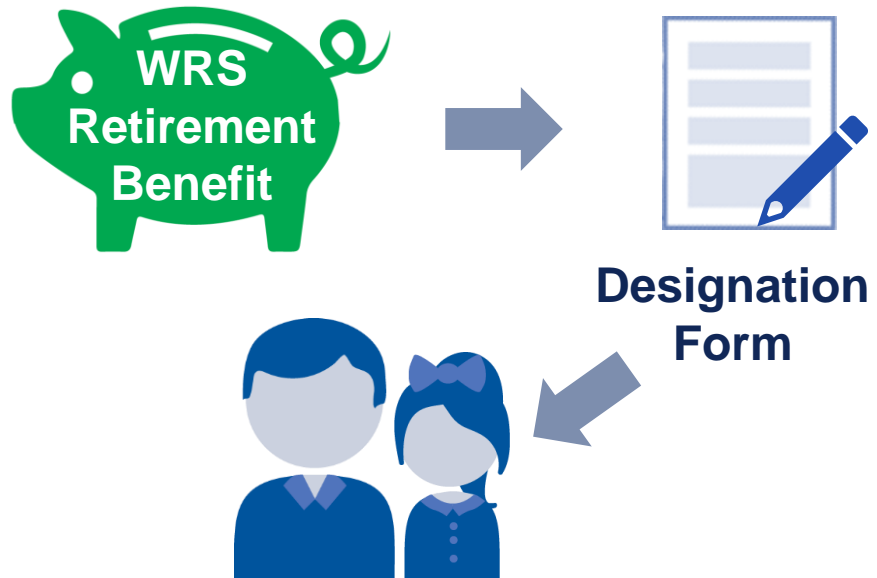 WRS
Retirement
Benefit
Designation
Form